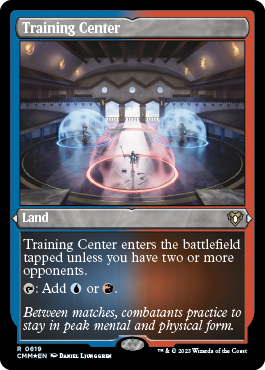 Training Center
Land
Training Center enters the battlefield
tapped unless you have two or more
opponents.
: Add or .
Between matches, combatants practice to
stay in peak mental and physical form.
R 0619
CMM★EN Daniel Ljunggren
™ & © 2023 Wizards of the Coast